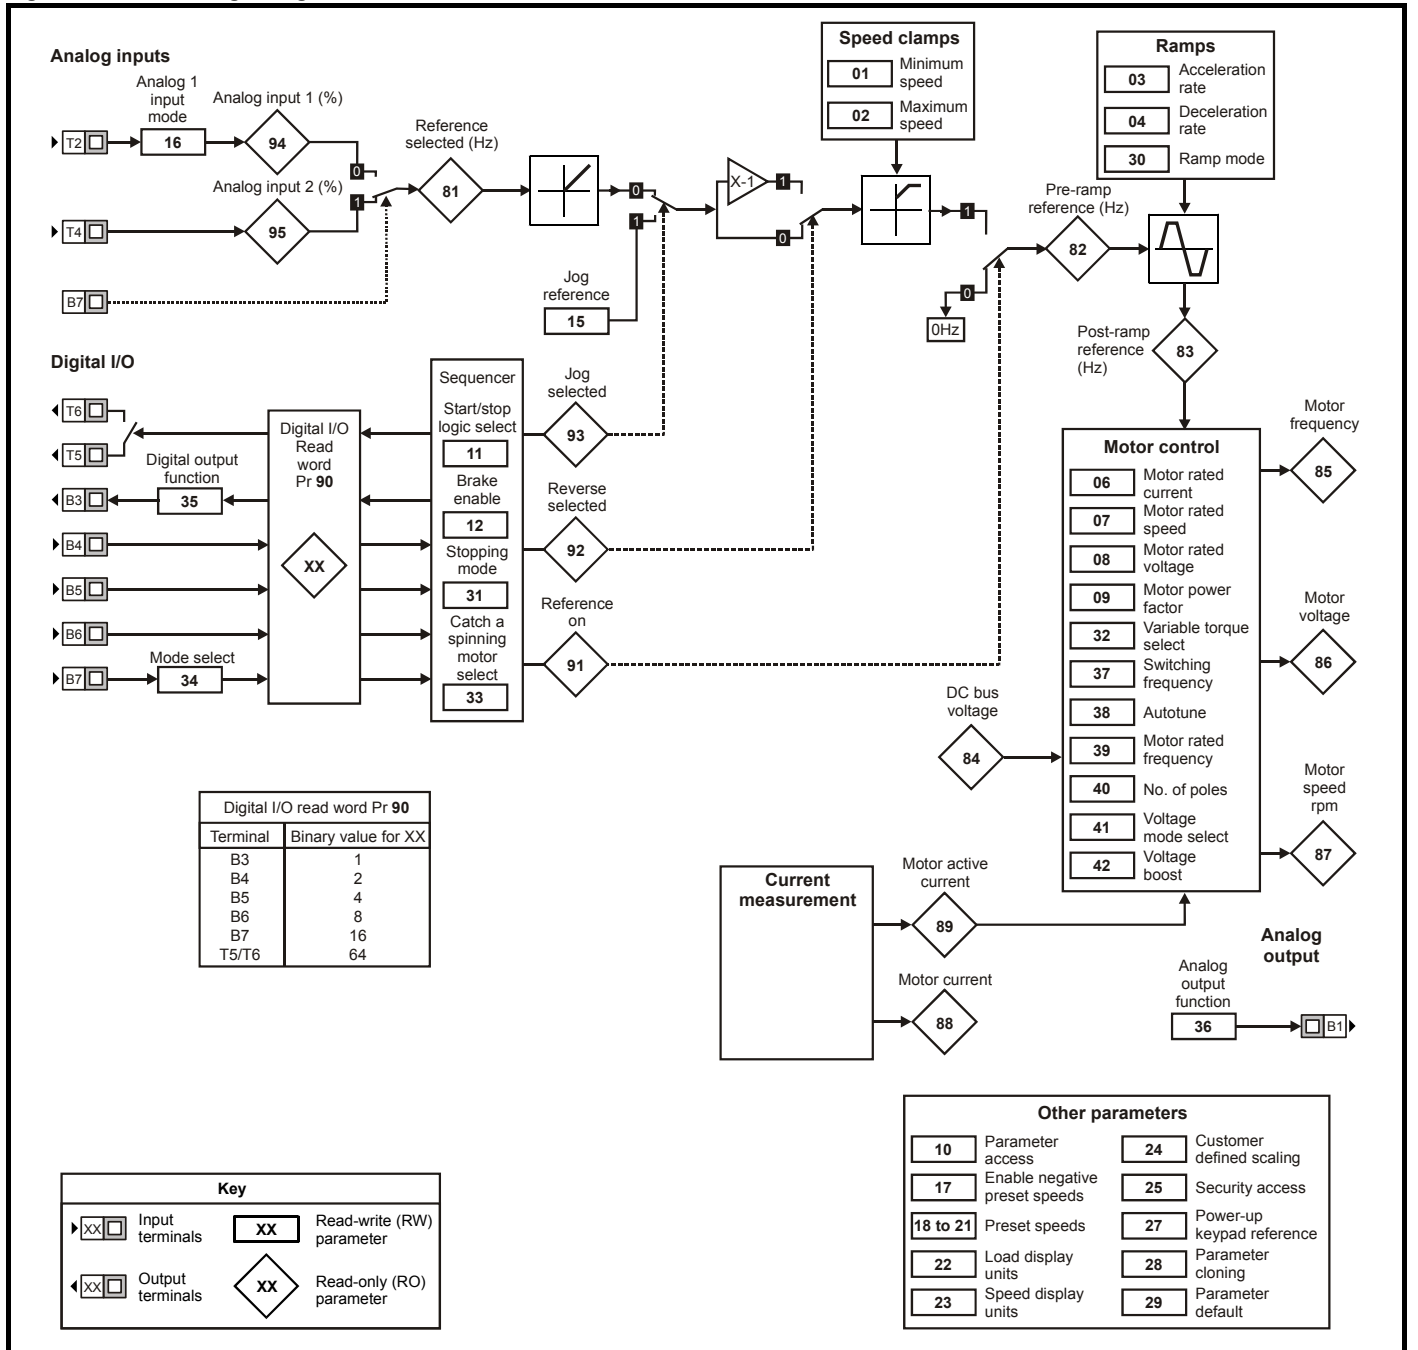 Analog inputs
Analog 1
input
mode
T2
16
Analog input 1 (%)
94
0
Analog input 2 (%)
T4
95
1
B7
Reference
selected (Hz)
81
0
1
Jog
reference
15
X-1
1
0
Speed clamps
01
Minimum
speed
02
Maximum
speed
1
0
0Hz
Pre-ramp
reference (Hz)
82
Ramps
03
Acceleration
rate
04
Deceleration
rate
30
Ramp mode
Post-ramp
reference
(Hz)
83
Digital I/O
T6
T5
B3
B4
B5
B6
B7
Digital output
function
35
Mode select
34
Digital I/O
Read
word
Pr 90
XX
Sequencer
Start/stop
logic select
11
Brake
enable
12
Stopping
mode
31
Catch a
spinning
motor
select
33
Jog
selected
93
Reverse
selected
92
Reference
on
91
Motor control
06
Motor rated
current
07
Motor rated
speed
08
Motor rated
voltage
09
Motor power
factor
32
Variable torque
select
37
Switching
frequency
38
Autotune
39
Motor rated
frequency
40
No. of poles
41
Voltage
mode select
42
Voltage
boost
Motor
frequency
85
Motor
voltage
86
Motor
speed
rpm
87
DC bus
voltage
84
Digital I/O read word Pr 90
Terminal Binary value for XX
B3 1
B4 2
B5 4
B6 8
B7 16
T5/T6 64
Current
measurement
Motor active
current
89
Motor current
88
Analog
output
Analog
output
function
36
B1
Other parameters
10
Parameter
access
17
Enable negative
preset speeds
18 to 21
Preset speeds
22
Load display
units
23
Speed display
units
24
Customer
defined scaling
25
Security access
27
Power-up
keypad reference
28
Parameter
cloning
29
Parameter
default
Key
XX
Input
terminals
XX
Read-write (RW)
parameter
XX
Output
terminals
XX
Read-only (RO)
parameter